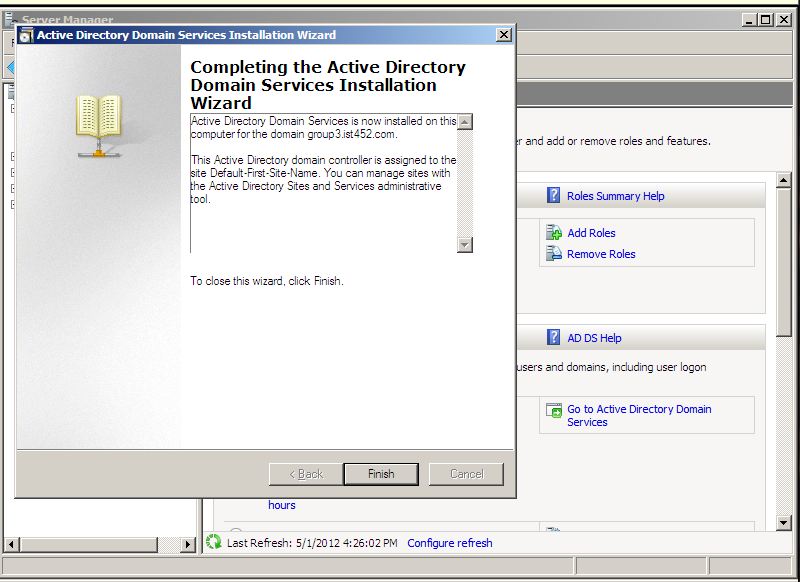 Server Manager
Active Directory Domain Services Installation Wizard
Completing the Active Directory
Domain Services Installation
Wizard
Active Directory Domain Services is now installed on this
computer for the domain group3.ist452.com.
This Active Directory domain controller is assigned to the
site Default-First-Site-Name. You can manage sites with
the Active Directory Sites and Services administrative
tool.
To close this wizard, click Finish.
< Back
Finish
Cancel
and add or remove roles and features.
Roles Summary Help
Add Roles
Remove Roles
AD DS Help
users and domains, including user logon
Go to Active Directory Domain
Services
hours
Last Refresh: 5/1/2012 4:26:02 PM Configure refresh